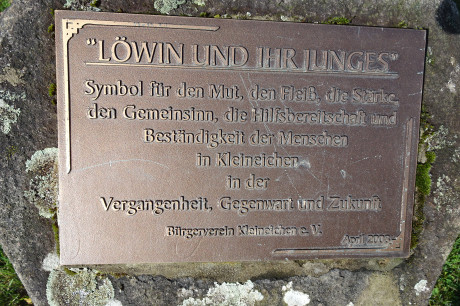 "LÖWIN UND IHR JUNGES"
Symbol für den Mut, den Fleiß, die Stärke,
den Gemeinsinn, die Hilfsbereitschaft und
Beständigkeit der Menschen
in Kleineichen
in der
Vergangenheit, Gegenwart und Zukunft
Bürgerverein Kleineichen e. V.
April 2005